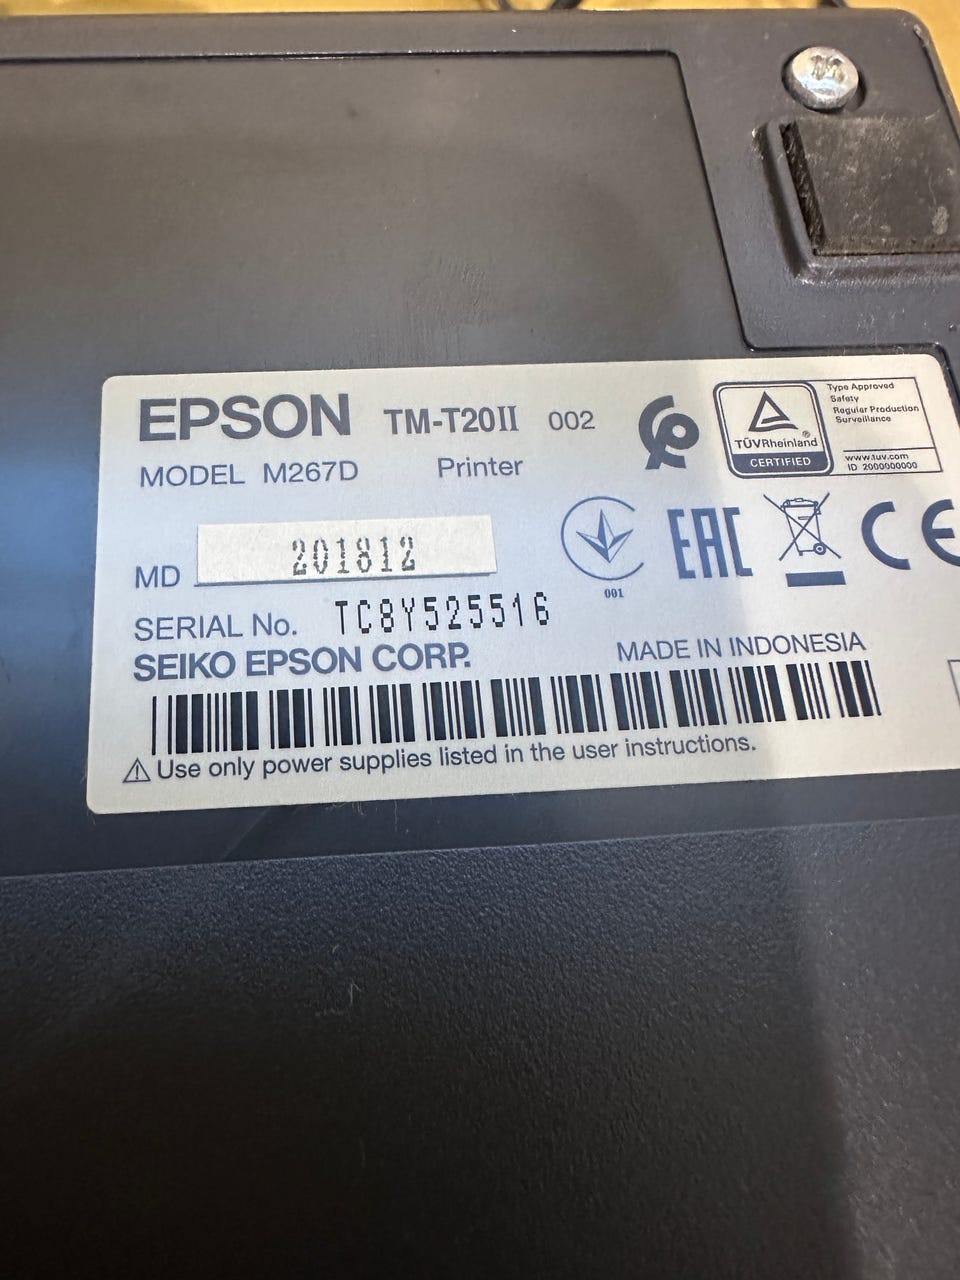 EPSON TM-T20II 002
MODEL M267D Printer
TÜVRheinland®
CERTIFIED
Type Approved
Safety
Regular Production
Surveillance
www.tuv.com
ID 2000000000
MD 201812
001
EAC
CE
SERIAL No. TC8Y525516
SEIKO EPSON CORP. MADE IN INDONESIA
Use only power supplies listed in the user instructions.